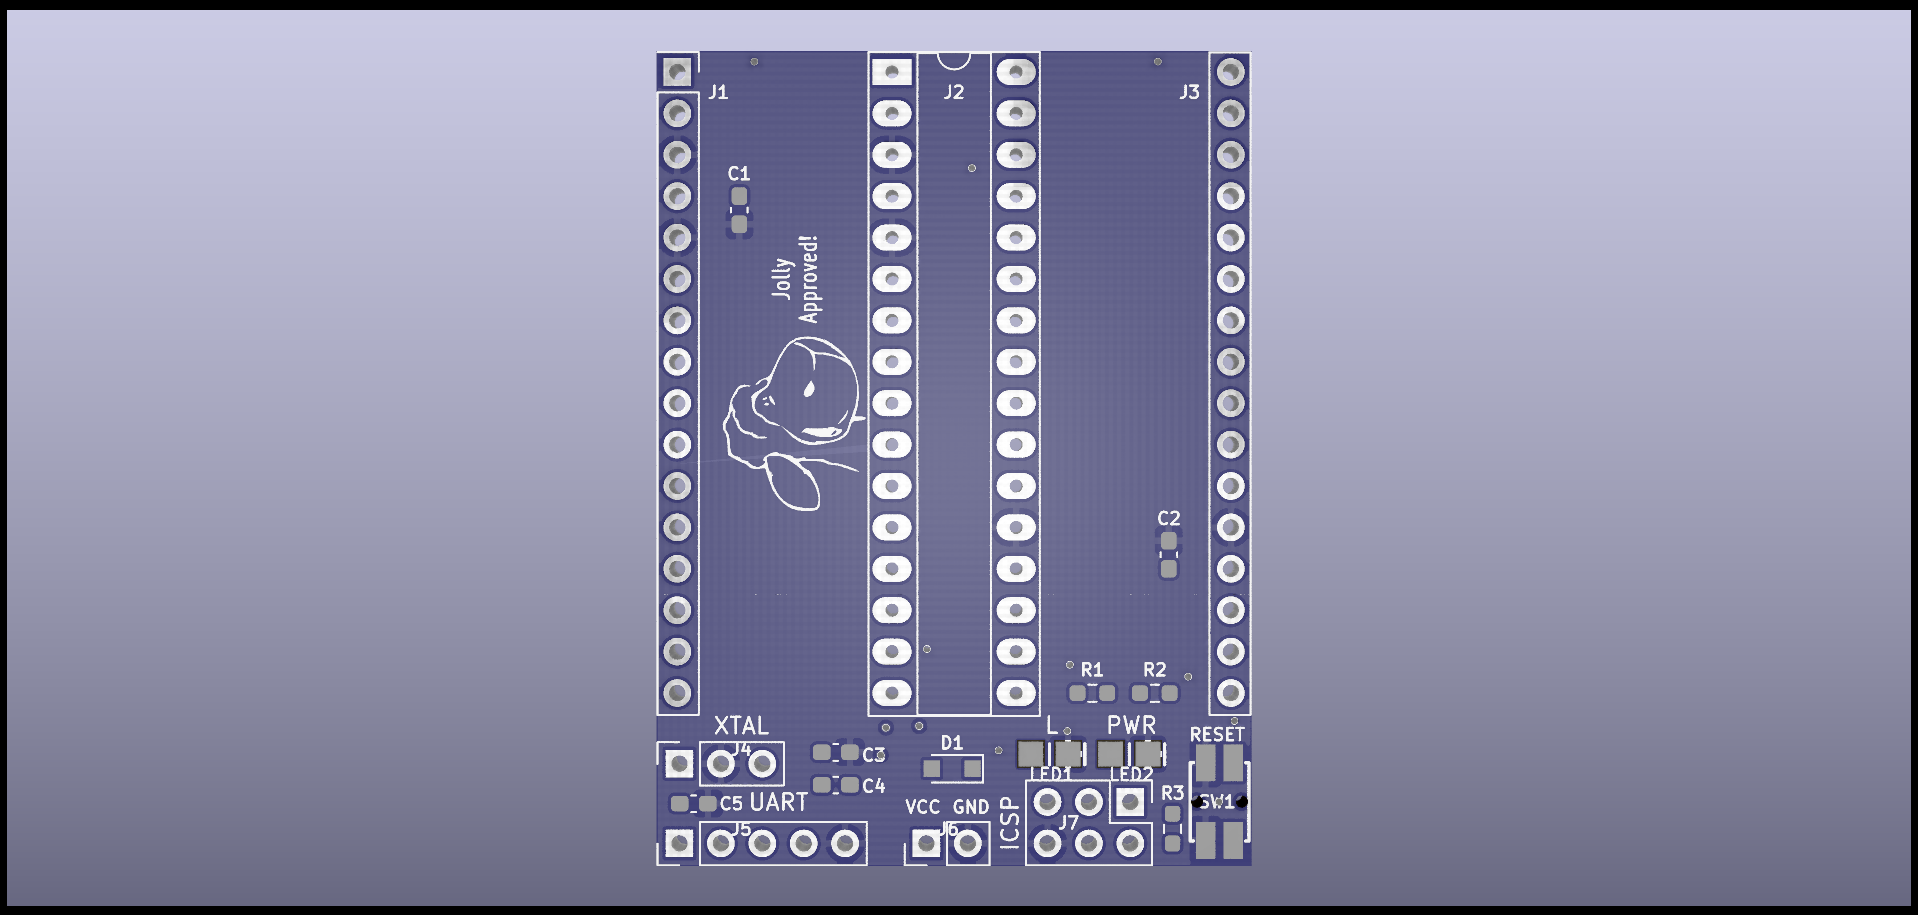 J1
J2
J3
C1
Jolly
Approved!
C2
R1
R2
XTAL
L
PWR
RESET
J4
C3
D1
LED1
LED2
C4
C5
UART
VCC
GND
ICSP
R3
SW1
J5
J6
J7